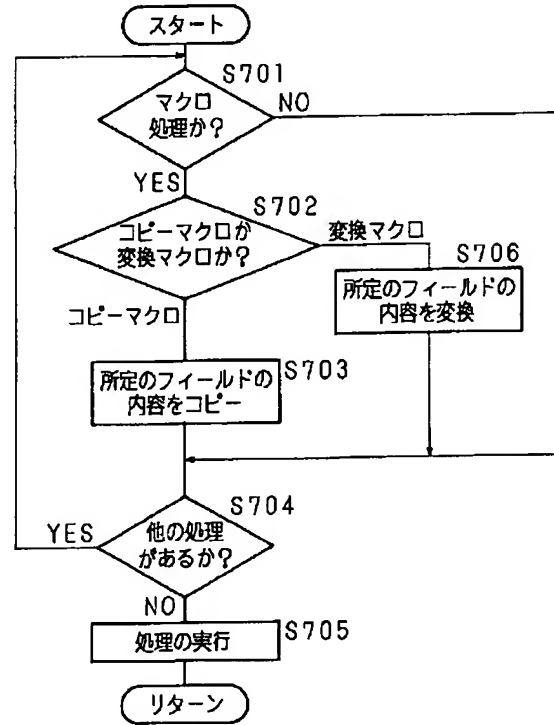 スタート
S701
マクロ
処理か?
NO
YES
S702
コピーマクロか
変換マクロか?
変換マクロ
S706
所定のフィールドの
内容を変換
コピーマクロ
S703
所定のフィールドの
内容をコピー
S704
YES
他の処理
があるか?
NO
S705
処理の実行
リターン